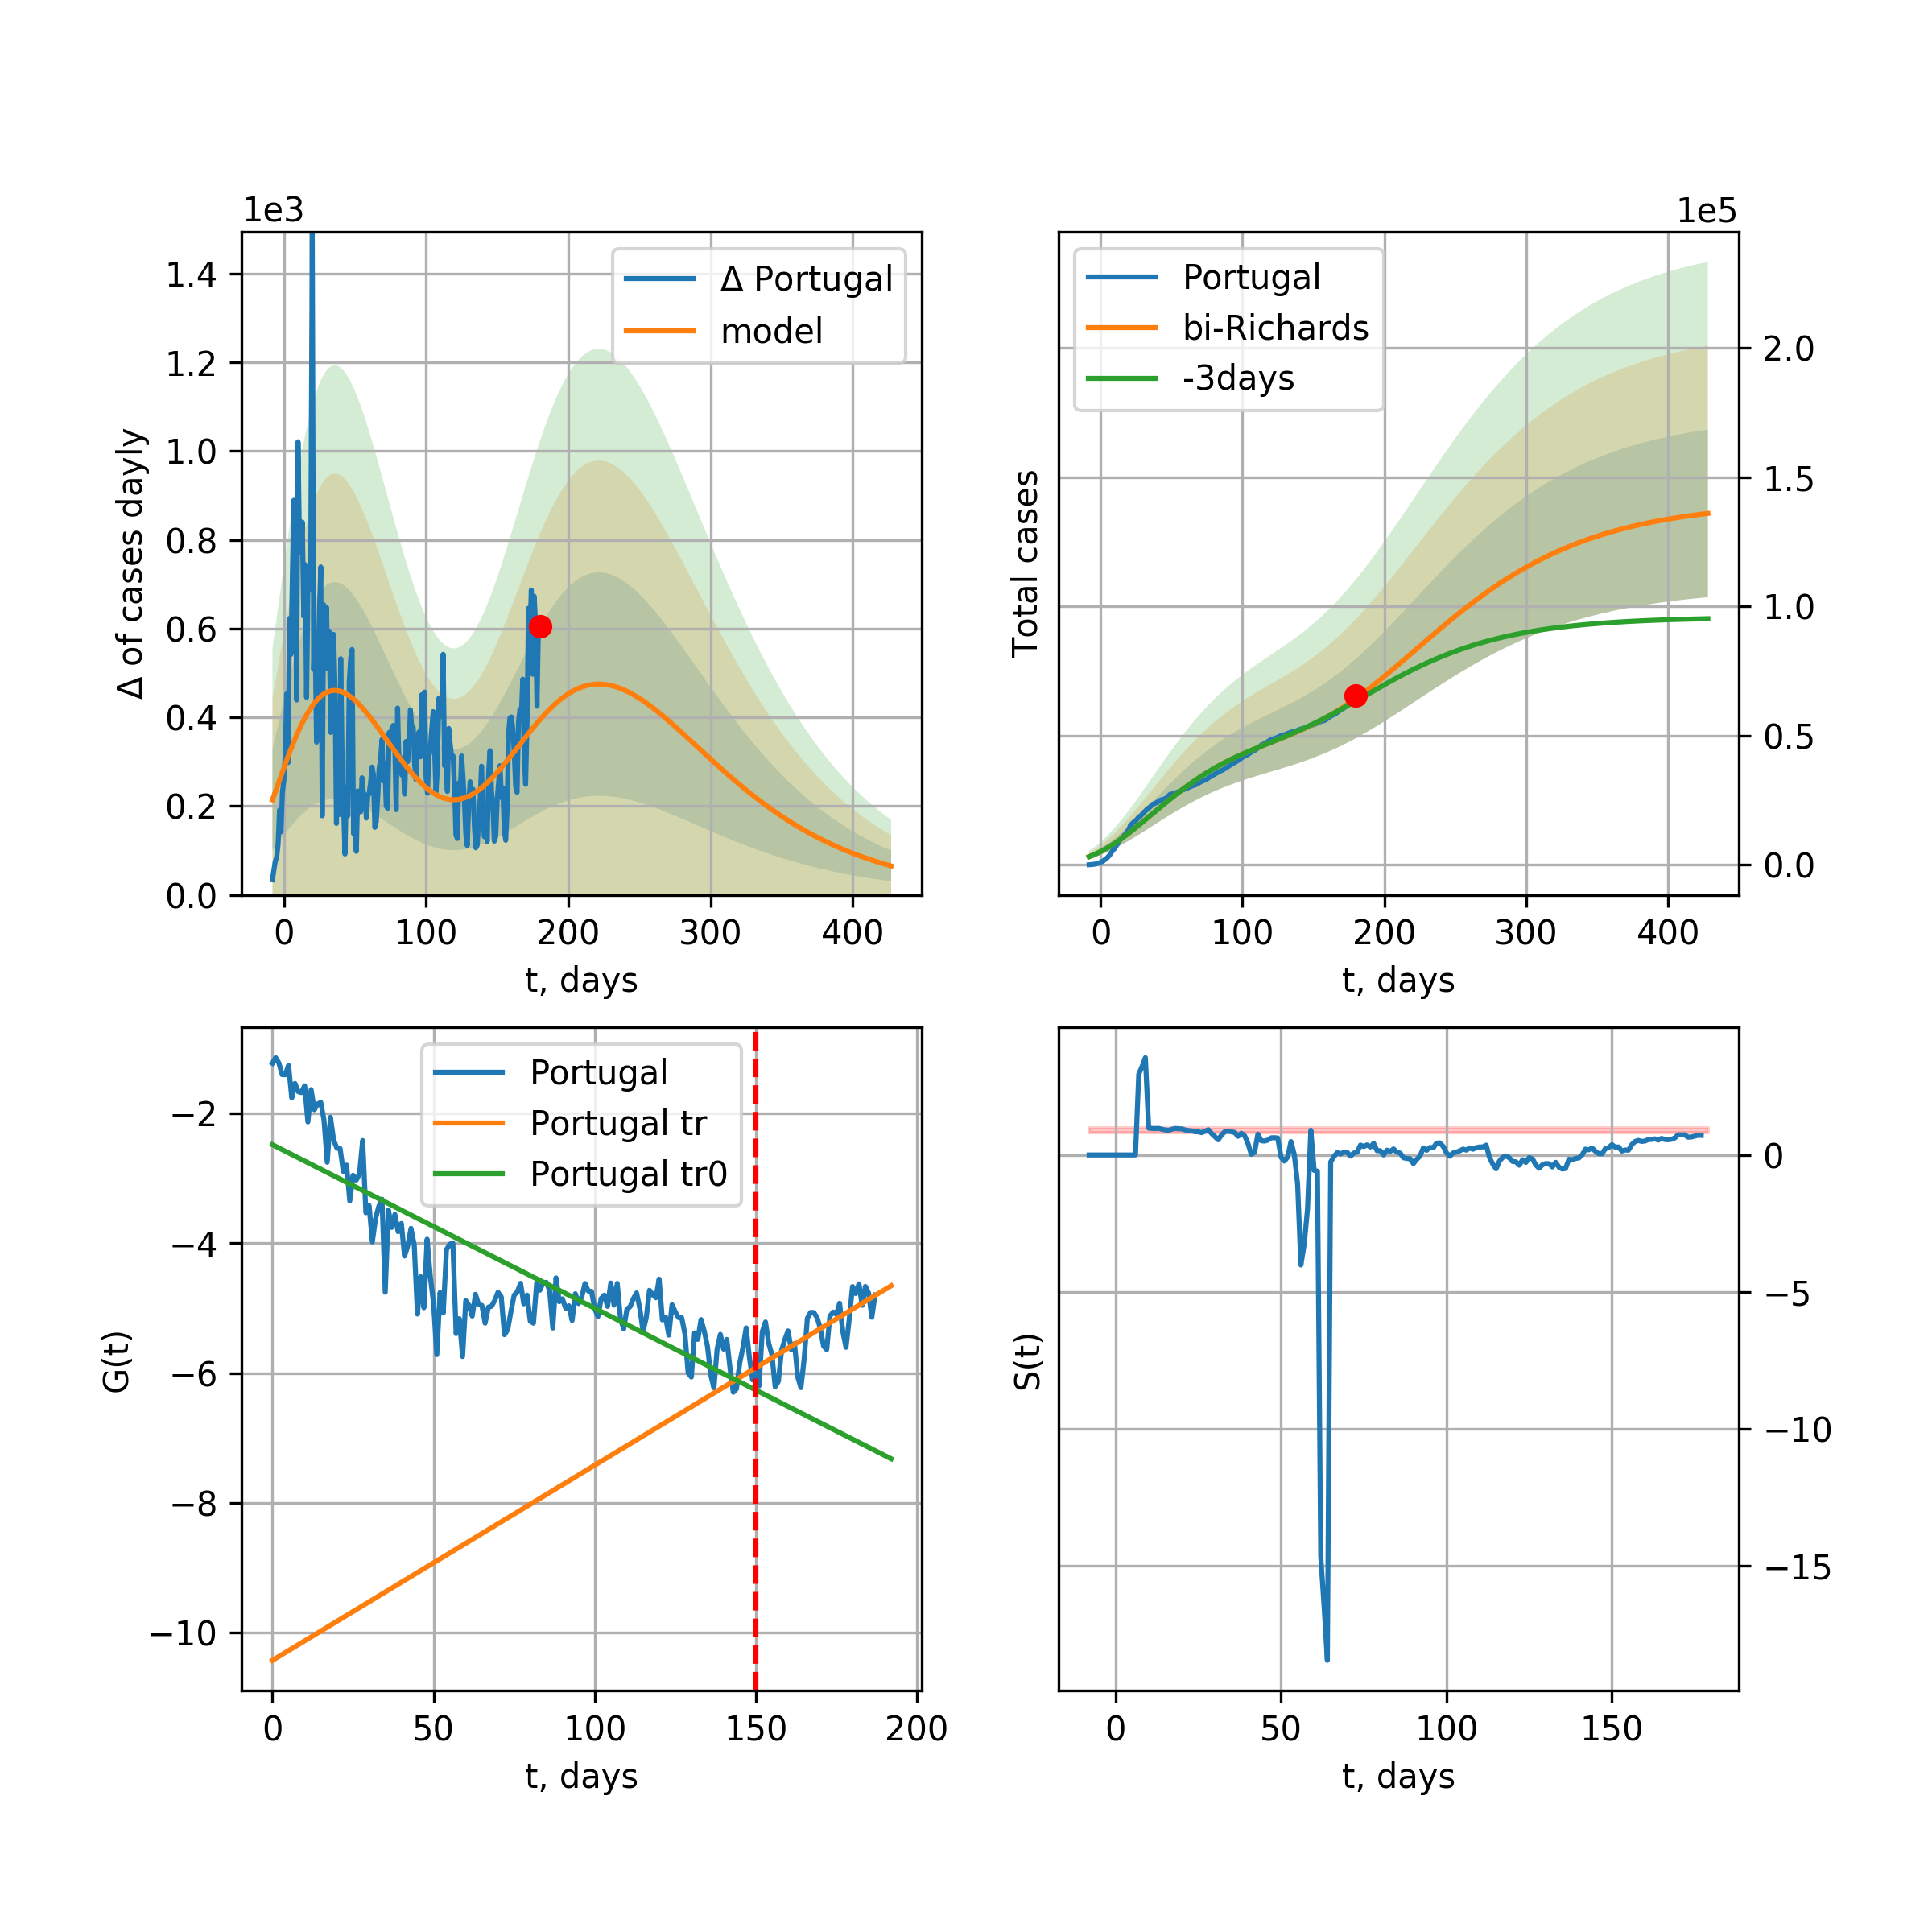 1e3
Δ of cases dayly
1.4
1.2
1.0
0.8
0.6
0.4
0.2
0.0
Δ Portugal
model
0 100 200 300 400
t, days
1e5
Total cases
Portugal
bi-Richards
-3days
2.0
1.5
1.0
0.5
0.0
0 100 200 300 400
t, days
G(t)
−2
−4
−6
−8
−10
Portugal
Portugal tr
Portugal tr0
0 50 100 150 200
t, days
S(t)
0
−5
−10
−15
0 50 100 150
t, days